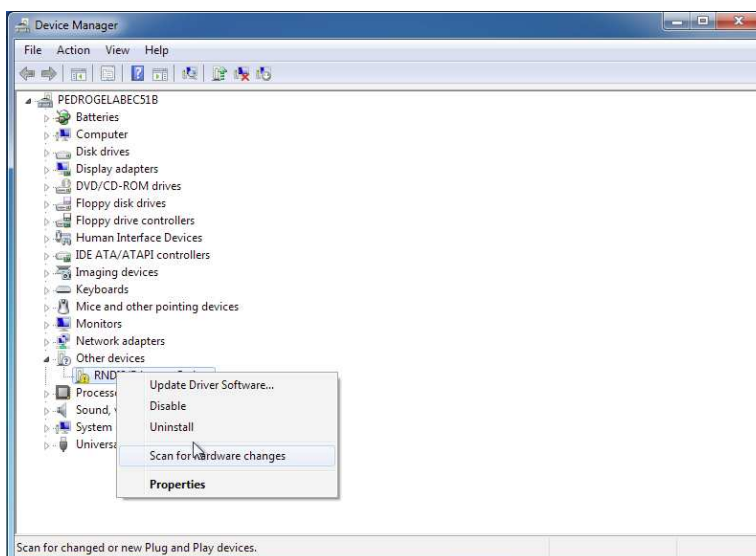 Device Manager
File Action View Help
PEDROGELABEC51B
Batteries
Computer
Disk drives
Display adapters
DVD/CD-ROM drives
Floppy disk drives
Floppy drive controllers
Human Interface Devices
IDE ATA/ATAPI controllers
Imaging devices
Keyboards
Mice and other pointing devices
Monitors
Network adapters
Other devices
Update Driver Software...
Disable
Sound,
Uninstall
System
Scan for hardware changes
Properties
Scan for changed or new Plug and Play devices.